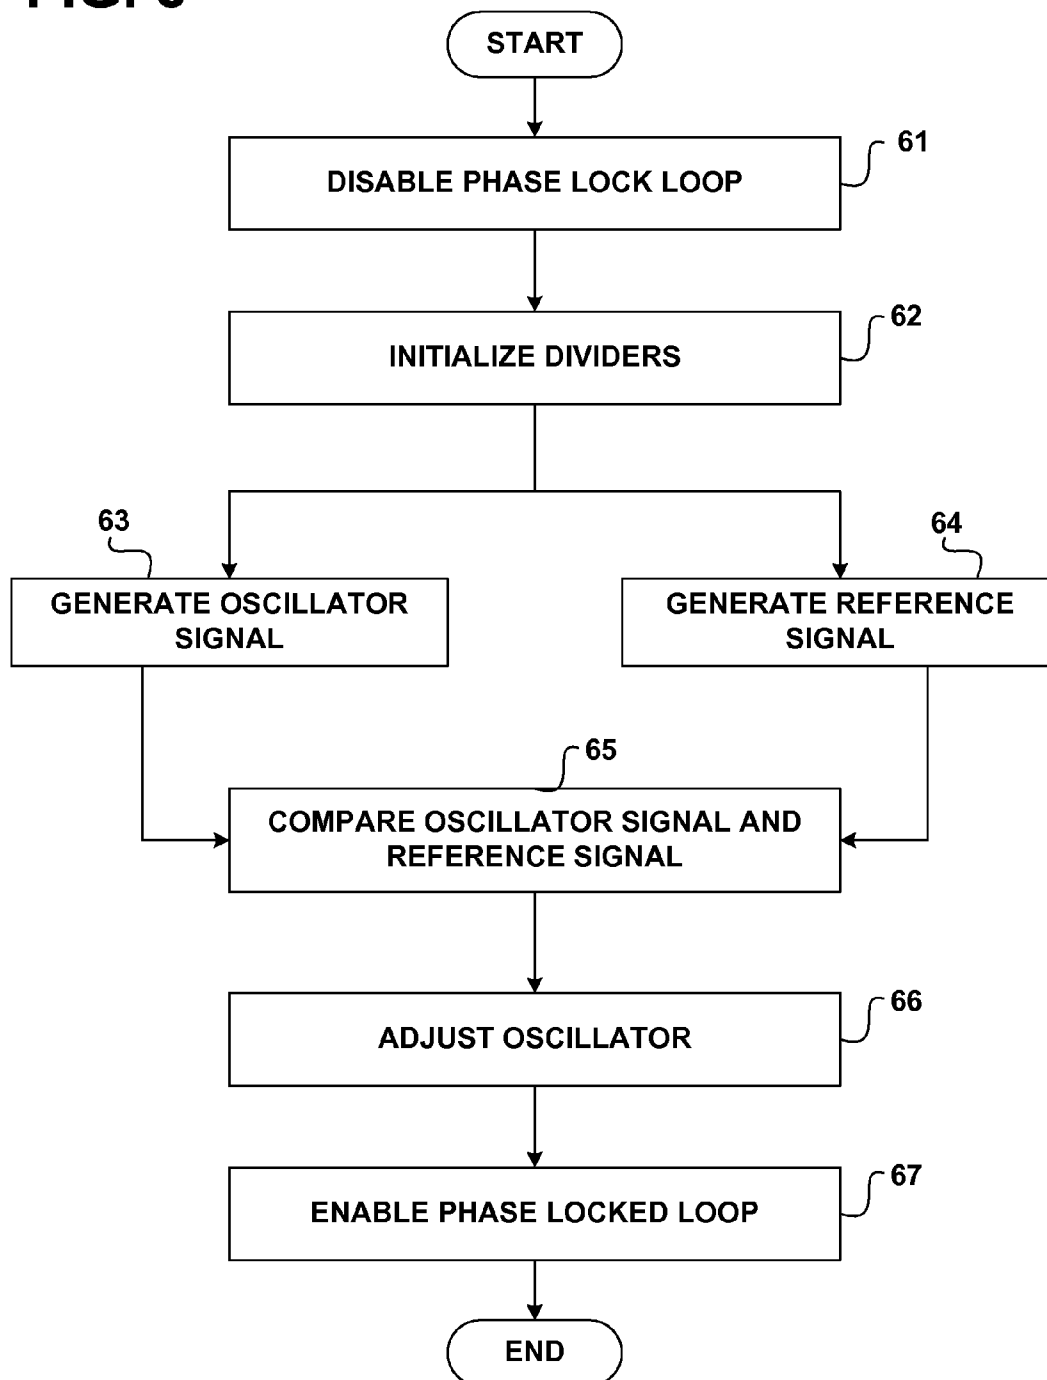 START
61
DISABLE PHASE LOCK LOOP
62
INITIALIZE DIVIDERS
63
64
GENERATE OSCILLATOR
SIGNAL
GENERATE REFERENCE
SIGNAL
65
COMPARE OSCILLATOR SIGNAL AND
REFERENCE SIGNAL
66
ADJUST OSCILLATOR
67
ENABLE PHASE LOCKED LOOP
END